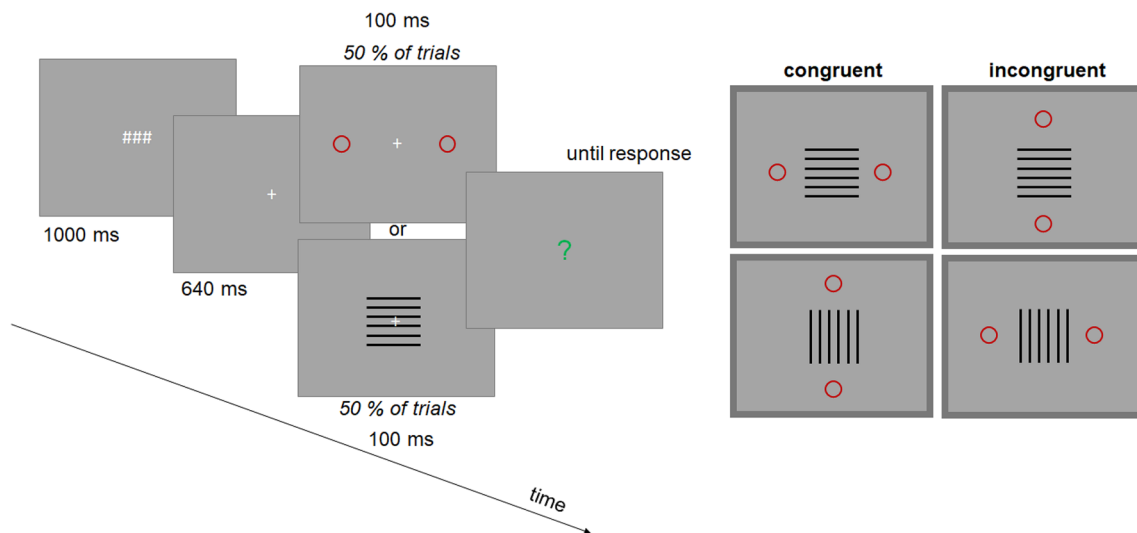 100 ms
50 % of trials
###
1000 ms
+
640 ms
+
or
+
50 % of trials
100 ms
until response
?
time
congruent
incongruent